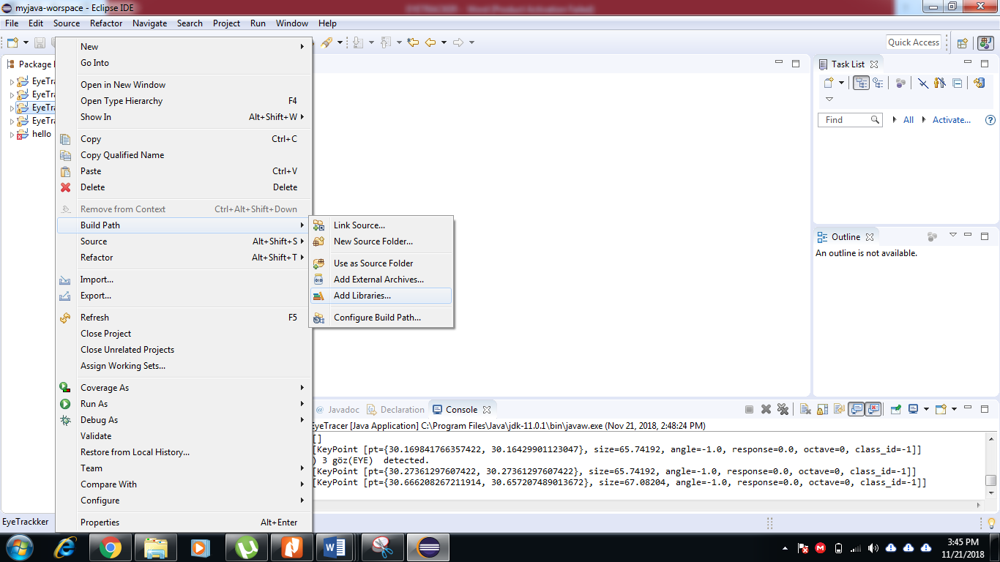 myjava-worspace - Eclipse IDE
File Edit Source Refactor Navigate Search Project Run Window Help
Quick Access
Package
EyeTra
EyeTra
EyeTra
EyeTra
hello
New
Go Into
Open in New Window
Open Type Hierarchy F4
Show In Alt+Shift+W
Copy Ctrl+C
Copy Qualified Name
Paste Ctrl+V
Delete Delete
Remove from Context Ctrl+Alt+Shift+Down
Build Path
Source Alt+Shift+S
Refactor Alt+Shift+T
Import...
Export...
Refresh F5
Close Project
Close Unrelated Projects
Assign Working Sets...
Coverage As
Run As
Debug As
Validate
Restore from Local History...
Team
Compare With
Configure
Properties Alt+Enter
Link Source...
New Source Folder...
Use as Source Folder
Add External Archives...
Add Libraries...
Configure Build Path...
Task List
Find All Activate...
Outline
An outline is not available.
@ Javadoc Declaration Console
EyeTracer [Java Application] C:\Program Files\Java\jdk-11.0.1\bin\javaw.exe (Nov 21, 2018, 2:48:24 PM)
[]
[KeyPoint [pt={30.169841766357422, 30.16429901123047}, size=65.74192, angle=-1.0, response=0.0, octave=0, class_id=-1]]
) 3 göz(EYE)  detected.
[KeyPoint [pt={30.27361297607422, 30.27361297607422}, size=65.74192, angle=-1.0, response=0.0, octave=0, class_id=-1]]
[KeyPoint [pt={30.666208267211914, 30.657207489013672}, size=67.08204, angle=-1.0, response=0.0, octave=0, class_id=-1]]
EyeTrackker
3:45 PM
11/21/2018